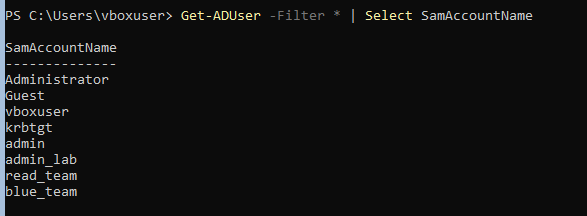 PS C:\Users\vboxuser> Get-ADUser -Filter * | Select SamAccountName
SamAccountName
--------------
Administrator
Guest
vboxuser
krbtgt
admin
admin_lab
read_team
blue_team